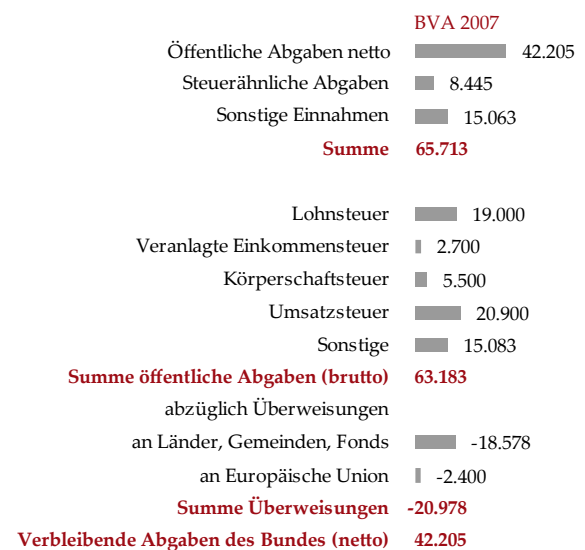 BVA 2007
Öffentliche Abgaben netto 42.205
Steuerähnliche Abgaben 8.445
Sonstige Einnahmen 15.063
Summe 65.713
Lohnsteuer 19.000
Veranlagte Einkommensteuer 2.700
Körperschaftsteuer 5.500
Umsatzsteuer 20.900
Sonstige 15.083
Summe öffentliche Abgaben (brutto) 63.183
abzüglich Überweisungen
an Länder, Gemeinden, Fonds -18.578
an Europäische Union -2.400
Summe Überweisungen -20.978
Verbleibende Abgaben des Bundes (netto) 42.205